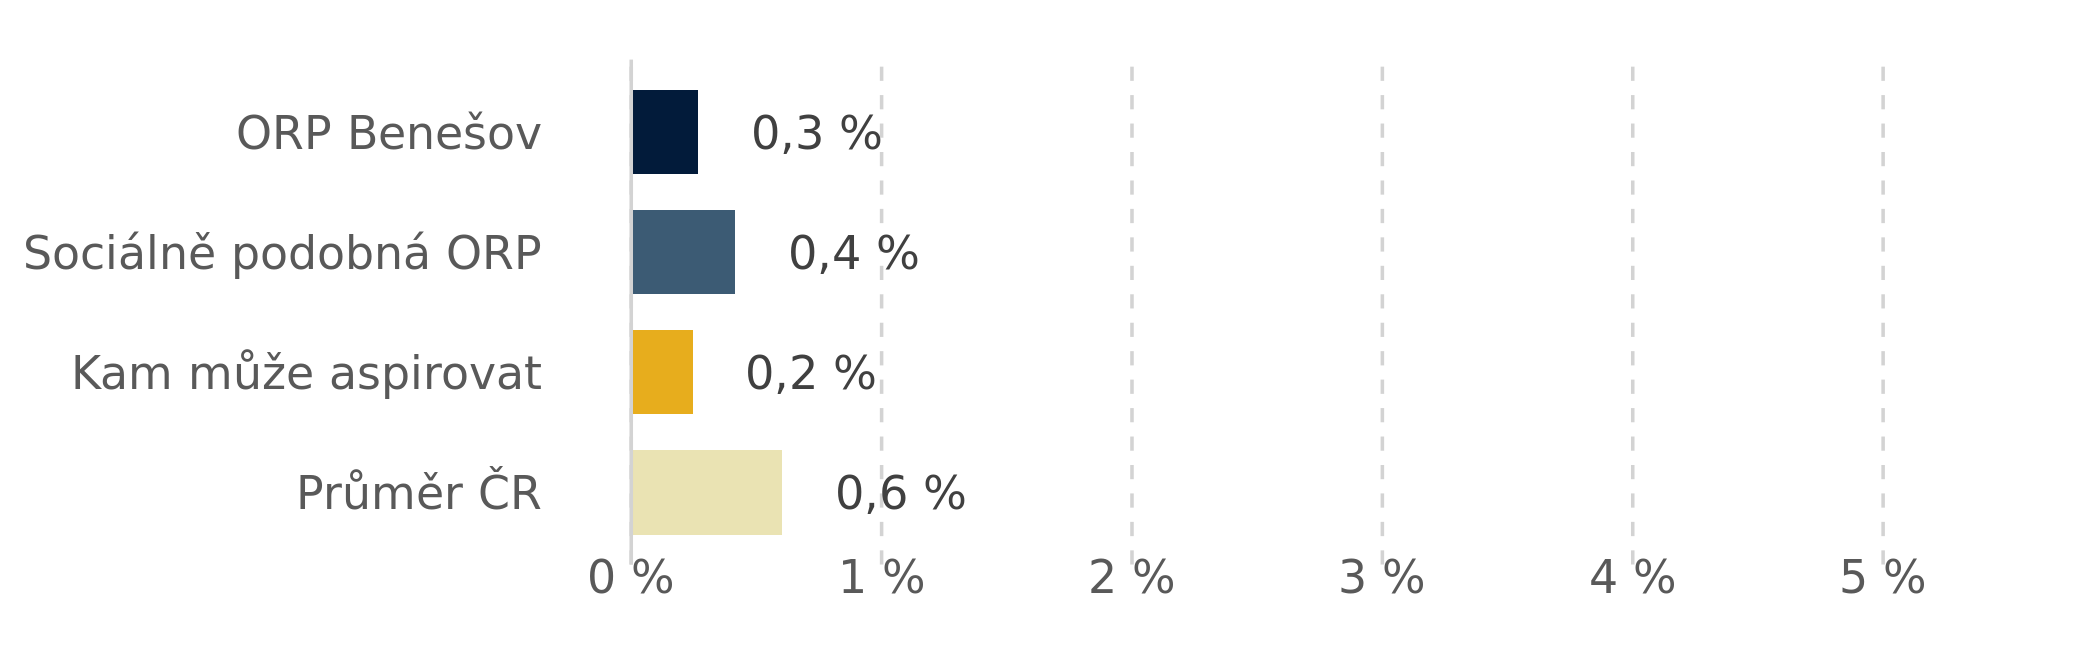 ORP Benešov
0,3 %
Sociálně podobná ORP
0,4 %
Kam může aspirovat
0,2 %
Průměr ČR
0,6 %
0 % 1 % 2 % 3 % 4 % 5 %